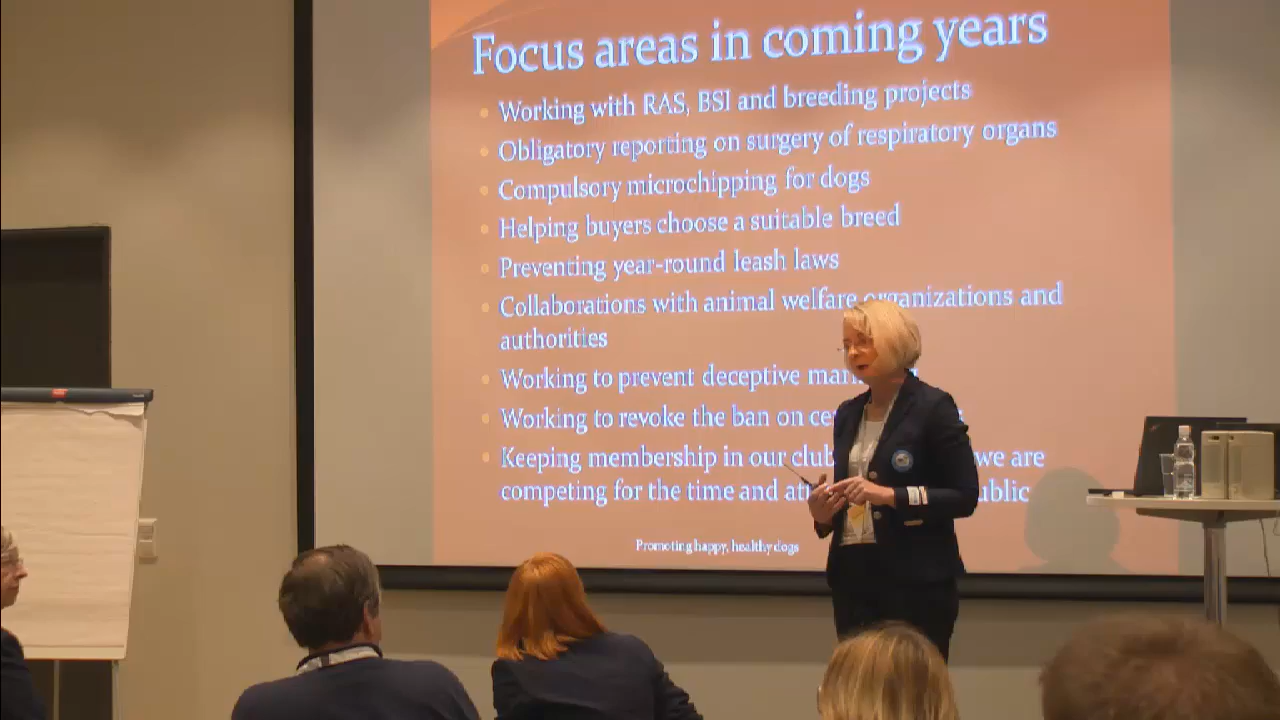 Focus areas in coming years
Working with RAS, BSI and breeding projects
Obligatory reporting on surgery of respiratory organs
Compulsory microchipping for dogs
Helping buyers choose a suitable breed
Preventing year-round leash laws
Collaborations with animal welfare organizations and
authorities
Working to prevent deceptive
Working to revoke the ban on
Keeping membership in our we are
competing for the time and
Promoting happy, healthy dogs